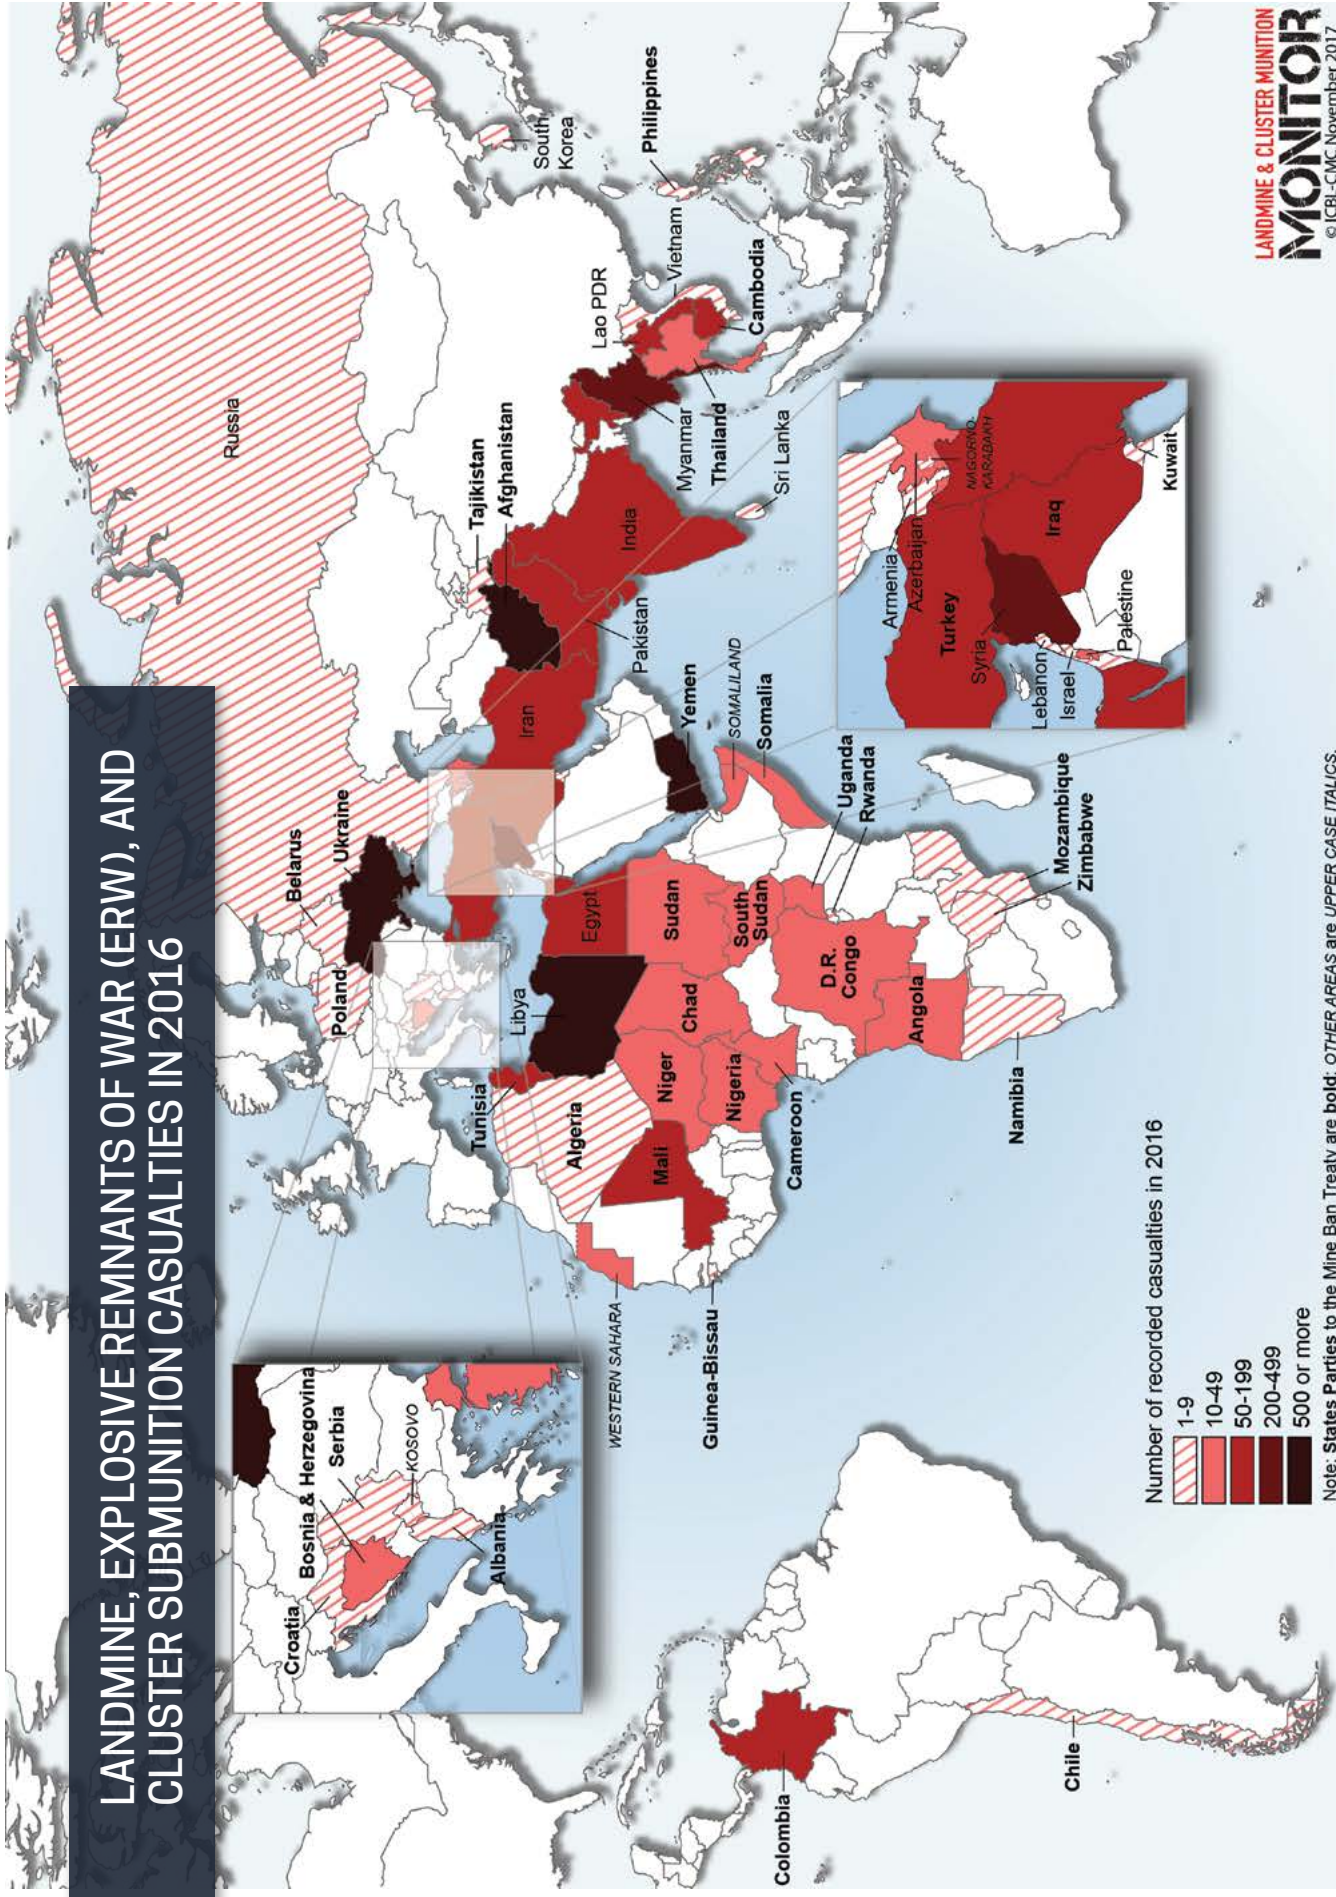 LANDMINE, EXPLOSIVE REMNANTS OF WAR (ERW), AND
CLUSTER SUBMUNITION CASUALTIES IN 2016
Croatia
Bosnia & Herzegovina
Serbia
KOSOVO
Albania
Poland
Belarus
Ukraine
Russia
Tunisia
Libya
Egypt
Algeria
WESTERN SAHARA
Mali
Niger
Chad
Sudan
Nigeria
South
Sudan
Cameroon
Guinea-Bissau
D.R.
Congo
Angola
Namibia
Uganda
Rwanda
Mozambique
Zimbabwe
SOMALILAND
Somalia
Yemen
Iran
Tajikistan
Afghanistan
Pakistan
India
Sri Lanka
Myanmar
Thailand
Lao PDR
Vietnam
Cambodia
Philippines
South
Korea
Colombia
Chile
Armenia
Azerbaijan
NAGORNO-
KARABAKH
Turkey
Syria
Iraq
Lebanon
Israel
Palestine
Kuwait
Number of recorded casualties in 2016
1-9
10-49
50-199
200-499
500 or more
Note: States Parties to the Mine Ban Treaty are bold; OTHER AREAS are UPPER CASE ITALICS.
LANDMINE & CLUSTER MUNITION
MONITOR
© ICBL-CMC November 2017